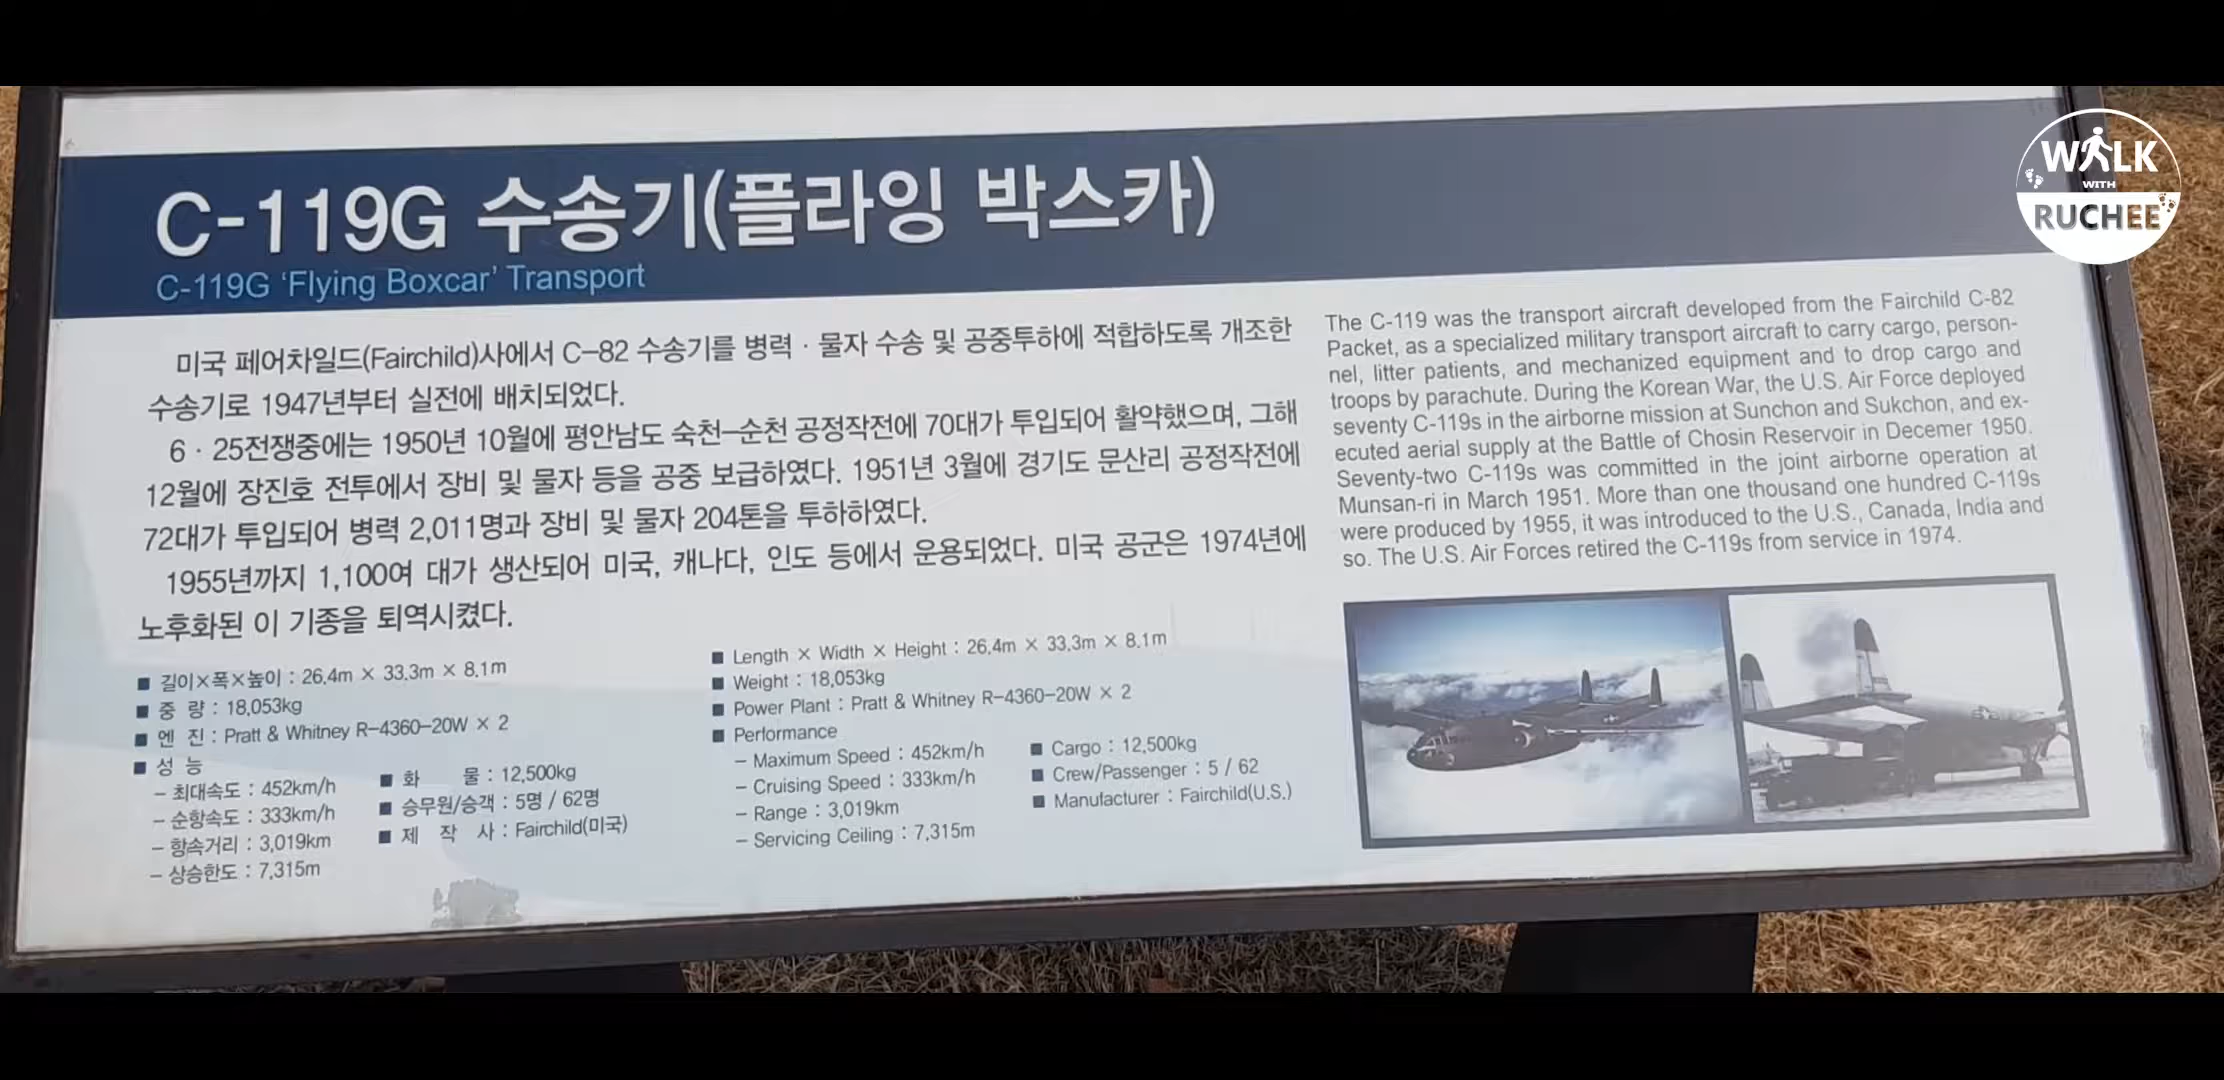 C-119G 수송기(플라잉 박스카)
C-119G ‘Flying Boxcar’ Transport
미국 페어차일드(Fairchild)사에서 C-82 수송기를 병력 · 물자 수송 및 공중투하에 적합하도록 개조한
수송기로 1947년부터 실전에 배치되었다.
6 · 25전쟁중에는 1950년 10월에 평안남도 숙천-순천 공정작전에 70대가 투입되어 활약했으며, 그해
12월에 장진호 전투에서 장비 및 물자 등을 공중 보급하였다. 1951년 3월에 경기도 문산리 공정작전에
72대가 투입되어 병력 2,011명과 장비 및 물자 204톤을 투하하였다.
1955년까지 1,100여 대가 생산되어 미국, 캐나다, 인도 등에서 운용되었다. 미국 공군은 1974년에
노후화된 이 기종을 퇴역시켰다.
■ 길이×폭×높이 : 26.4m × 33.3m × 8.1m
■ 중 량 : 18,053kg
■ 엔 진 : Pratt & Whitney R-4360-20W × 2
■ 성 능
- 최대속도 : 452km/h
- 순항속도 : 333km/h
- 항속거리 : 3,019km
- 상승한도 : 7,315m
■ 화 물 : 12,500kg
■ 승무원/승객 : 5명 / 62명
■ 제 작 사 : Fairchild(미국)
■ Length × Width × Height : 26.4m × 33.3m × 8.1m
■ Weight : 18,053kg
■ Power Plant : Pratt & Whitney R-4360-20W × 2
■ Performance
- Maximum Speed : 452km/h
- Cruising Speed : 333km/h
- Range : 3,019km
- Servicing Ceiling : 7,315m
■ Cargo : 12,500kg
■ Crew/Passenger : 5 / 62
■ Manufacturer : Fairchild(U.S.)
The C-119 was the transport aircraft developed from the Fairchild C-82
Packet, as a specialized military transport aircraft to carry cargo, person-
nel, litter patients, and mechanized equipment and to drop cargo and
troops by parachute. During the Korean War, the U.S. Air Force deployed
seventy C-119s in the airborne mission at Sunchon and Sukchon, and ex-
ecuted aerial supply at the Battle of Chosin Reservoir in Decemer 1950.
Seventy-two C-119s was committed in the joint airborne operation at
Munsan-ri in March 1951. More than one thousand one hundred C-119s
were produced by 1955, it was introduced to the U.S., Canada, India and
so. The U.S. Air Forces retired the C-119s from service in 1974.
WALK
WITH
RUCHEE